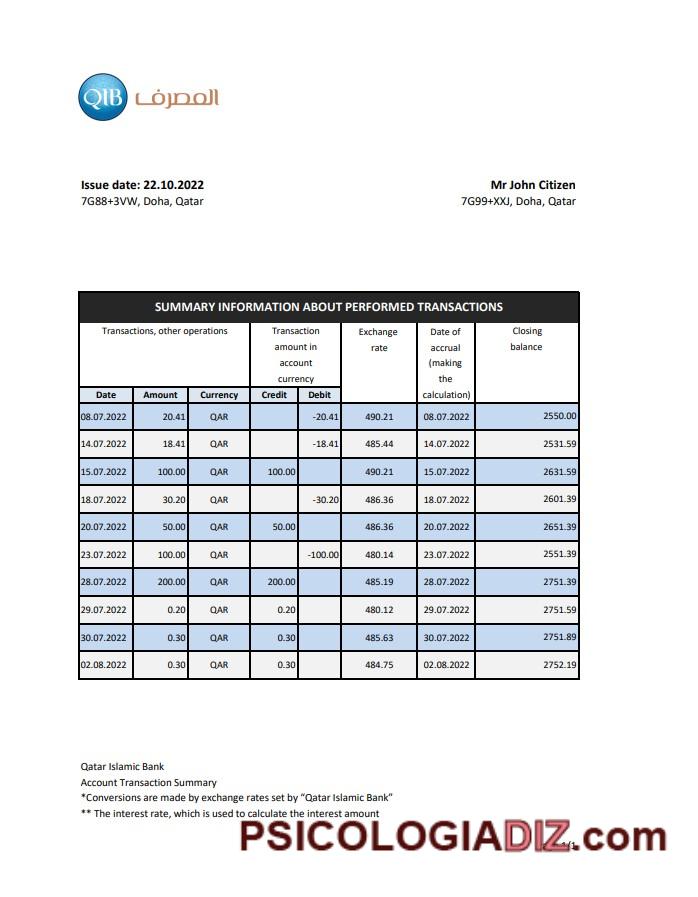 QIB المصرف
Issue date: 22.10.2022 Mr John Citizen
7G88+3VW, Doha, Qatar 7G99+XXJ, Doha, Qatar
SUMMARY INFORMATION ABOUT PERFORMED TRANSACTIONS
Transactions, other operations
Transaction
amount in
account
currency
Exchange
rate
Date of
accrual
(making
the
calculation)
Closing
balance
Date Amount Currency Credit Debit
08.07.2022 20.41 QAR -20.41 490.21 08.07.2022 2550.00
14.07.2022 18.41 QAR -18.41 485.44 14.07.2022 2531.59
15.07.2022 100.00 QAR 100.00 490.21 15.07.2022 2631.59
18.07.2022 30.20 QAR -30.20 486.36 18.07.2022 2601.39
20.07.2022 50.00 QAR 50.00 486.36 20.07.2022 2651.39
23.07.2022 100.00 QAR -100.00 480.14 23.07.2022 2551.39
28.07.2022 200.00 QAR 200.00 485.19 28.07.2022 2751.39
29.07.2022 0.20 QAR 0.20 480.12 29.07.2022 2751.59
30.07.2022 0.30 QAR 0.30 485.63 30.07.2022 2751.89
02.08.2022 0.30 QAR 0.30 484.75 02.08.2022 2752.19
Qatar Islamic Bank
Account Transaction Summary
*Conversions are made by exchange rates set by “Qatar Islamic Bank”
** The interest rate, which is used to calculate the interest amount
PSICOLOGIADIZ.com